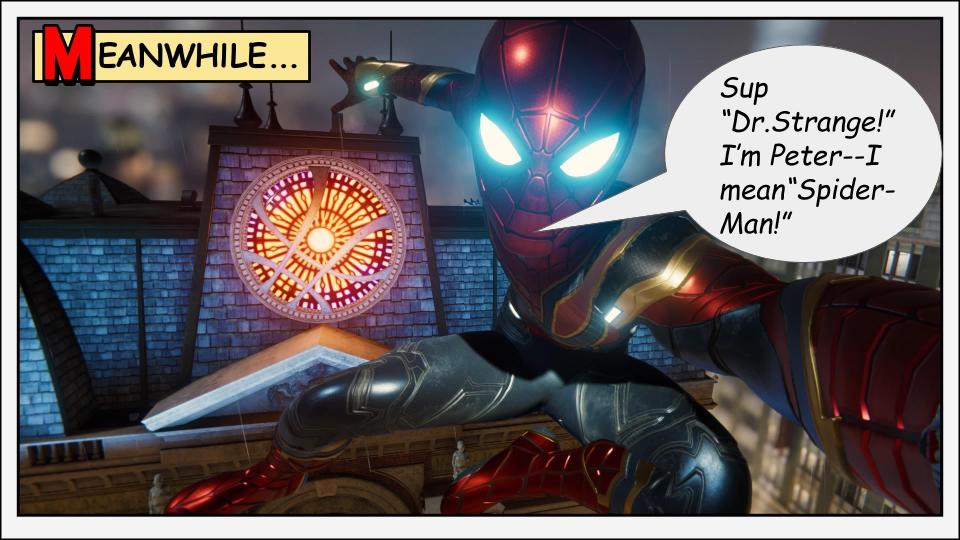 MEANWHILE...
Sup
“Dr.Strange!”
I'm Peter--I
mean“Spider-
Man!”